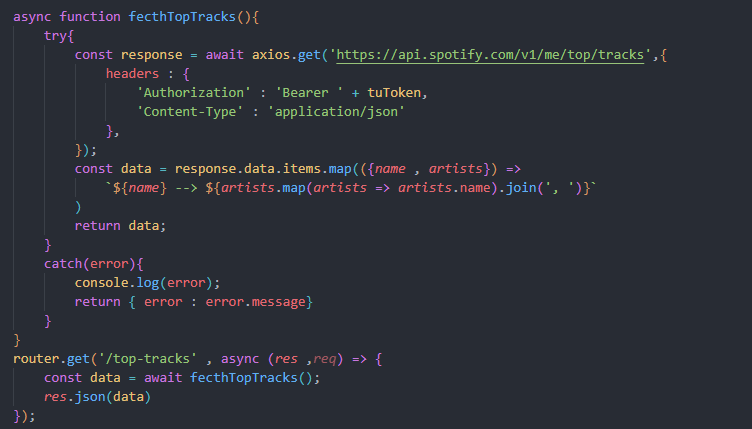 async function fecthTopTracks(){
try{
const response = await axios.get('https://api.spotify.com/v1/me/top/tracks',{
headers : {
'Authorization' : 'Bearer ' + tuToken,
'Content-Type' : 'application/json'
},
});
const data = response.data.items.map(({name , artists}) =>
`${name} --> ${artists.map(artists => artists.name).join(', ')}`
)
return data;
}
catch(error){
console.log(error);
return { error : error.message}
}
}
router.get('/top-tracks' , async (res ,req) => {
const data = await fecthTopTracks();
res.json(data)
});